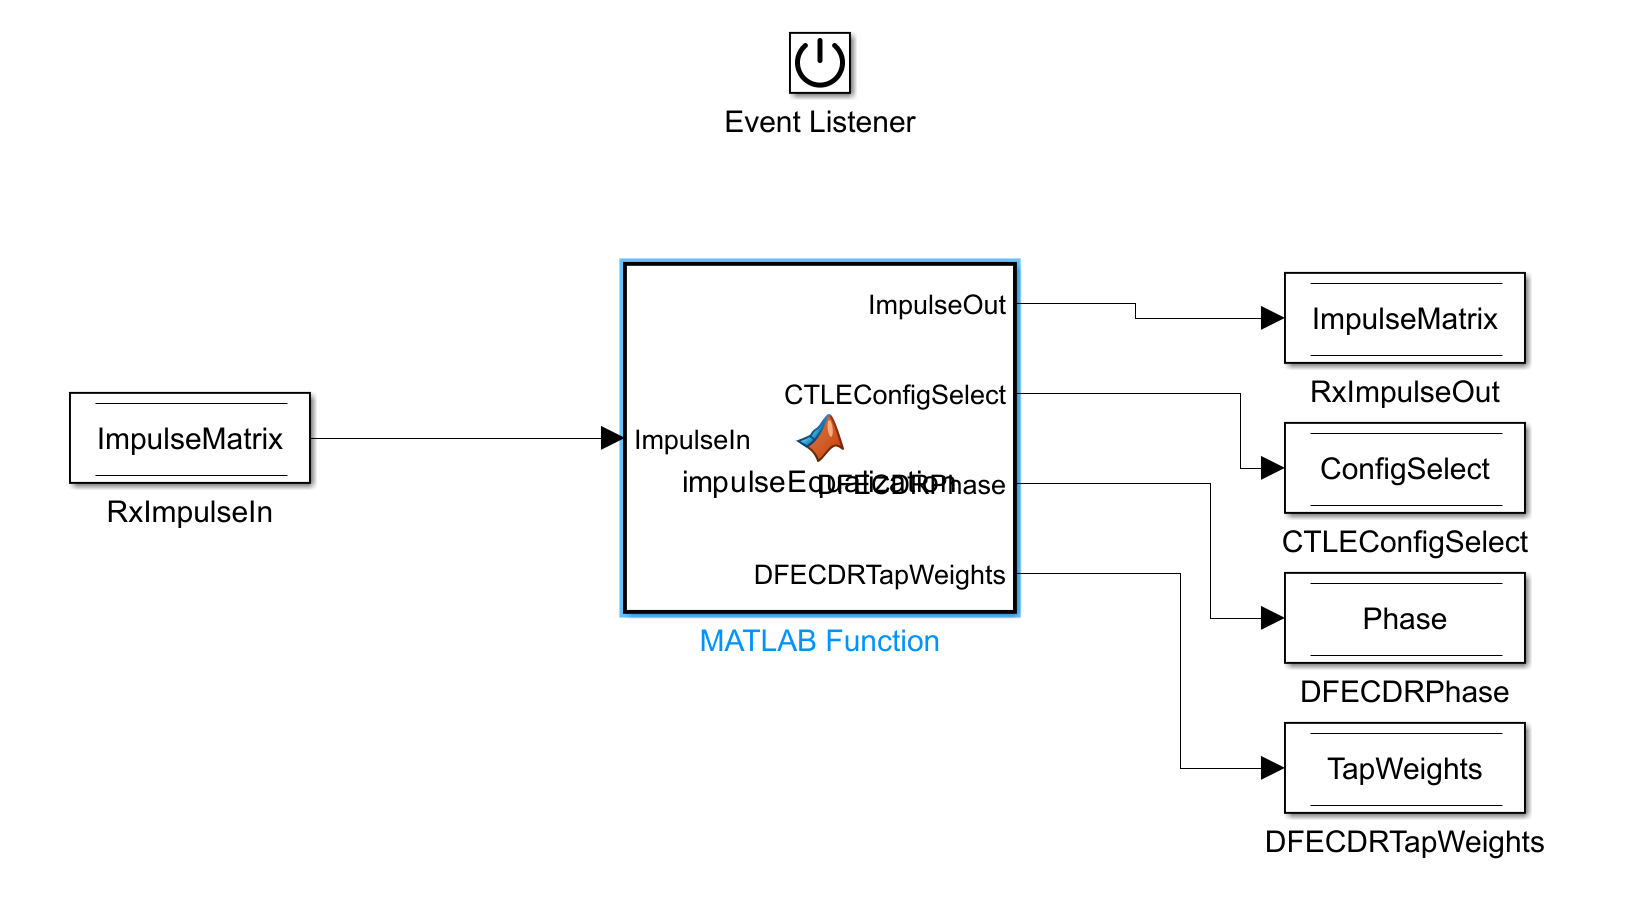 Event Listener
ImpulseMatrix
RxImpulseIn
ImpulseIn
impulseEqualization
ImpulseOut
CTLEConfigSelect
DFECDRPhase
DFECDRTapWeights
MATLAB Function
ImpulseMatrix
RxImpulseOut
ConfigSelect
CTLEConfigSelect
Phase
DFECDRPhase
TapWeights
DFECDRTapWeights